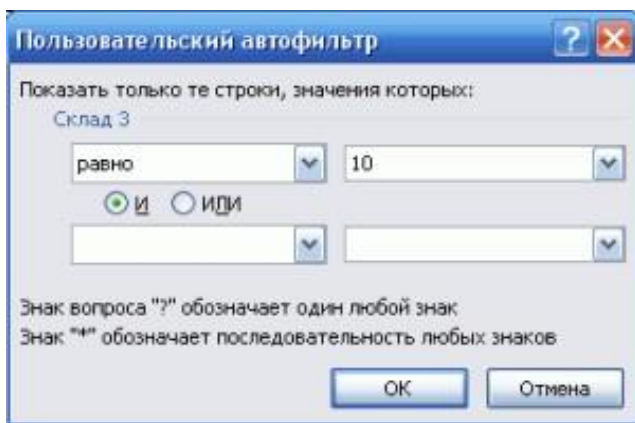 Пользовательский автофильтр
Показать только те строки, значения которых:
Склад 3
равно 10
И ИЛИ
Знак вопроса "?" обозначает один любой знак
Знак "*" обозначает последовательность любых знаков
ОК Отмена